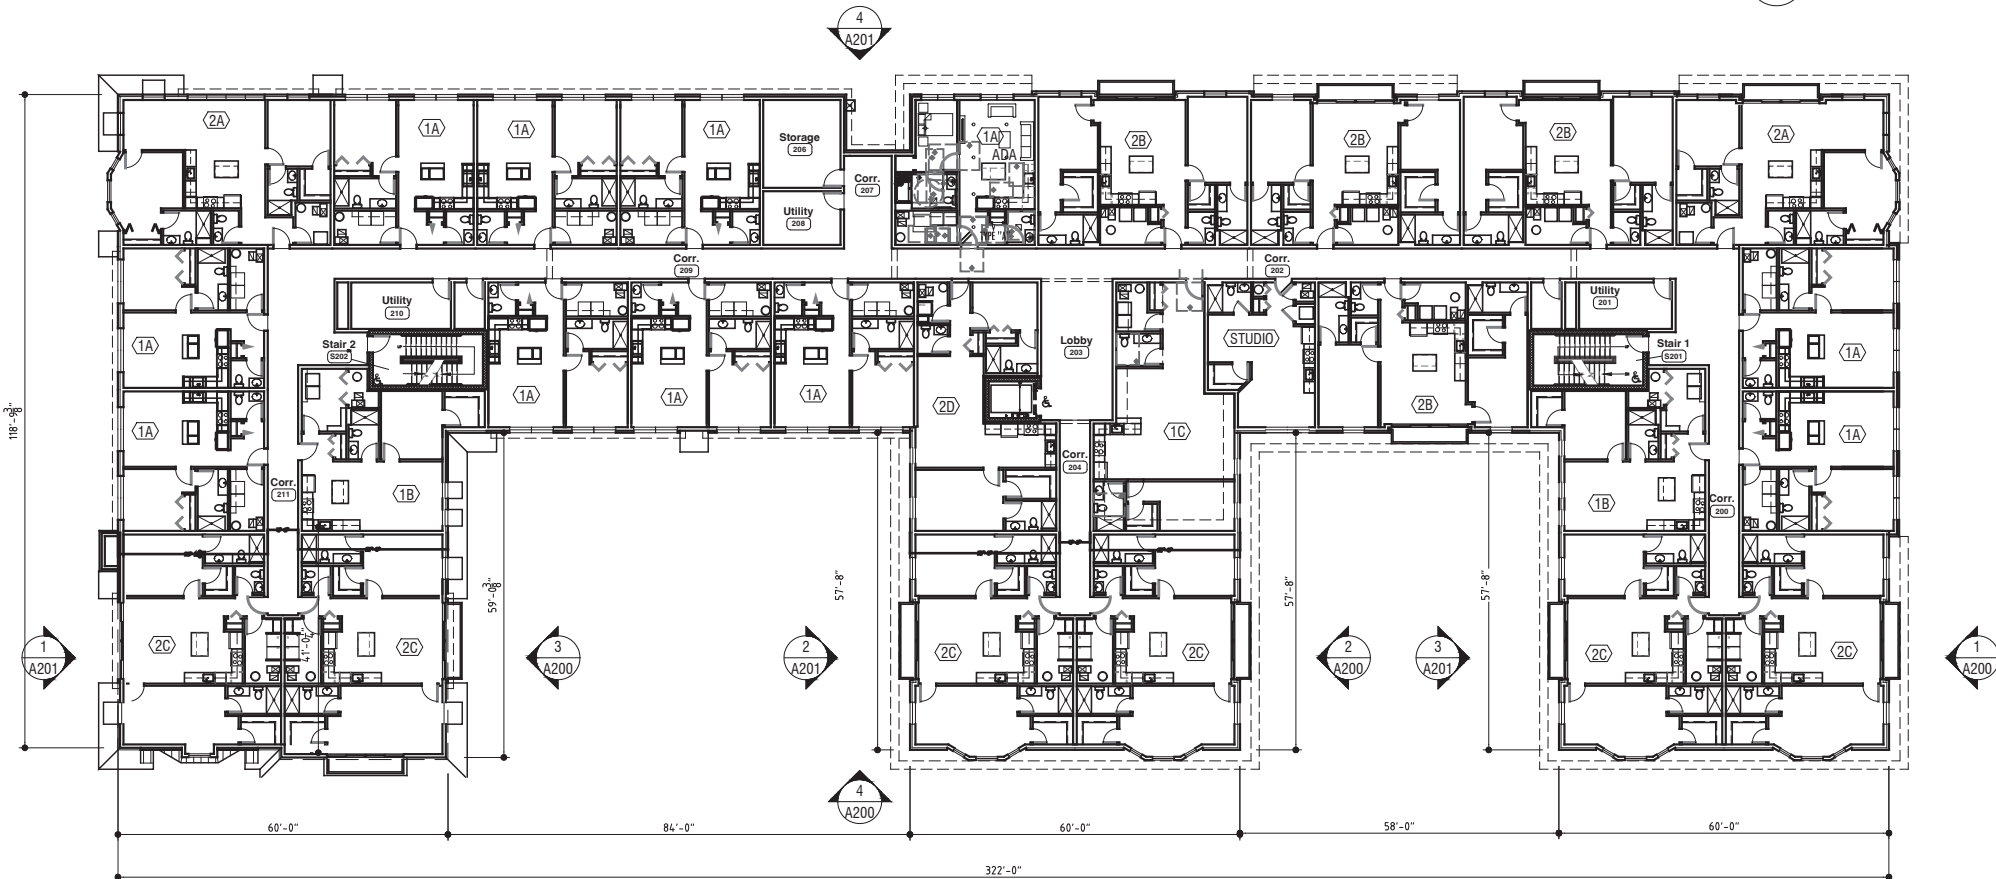 4
A201
2A
1A
1A
1A
Storage
206
Corr.
207
Utility
208
1A
ADA
TYPE "A"
2B
2B
2B
2A
Corr.
209
Corr.
202
Utility
210
Stair 2
S202
Lobby
203
STUDIO
Utility
201
Stair 1
S201
1A
1A
1A
1A
1A
2D
2B
1A
1A
1C
Corr.
211
1B
Corr.
204
1B
Corr.
200
118'-9 3/8"
59'-0 3/8"
57'-8"
57'-8"
57'-8"
41'-0"
2C
2C
2C
2C
2C
2C
1
A201
3
A200
2
A201
2
A200
3
A201
1
A200
4
A200
60'-0"
84'-0"
60'-0"
58'-0"
60'-0"
322'-0"